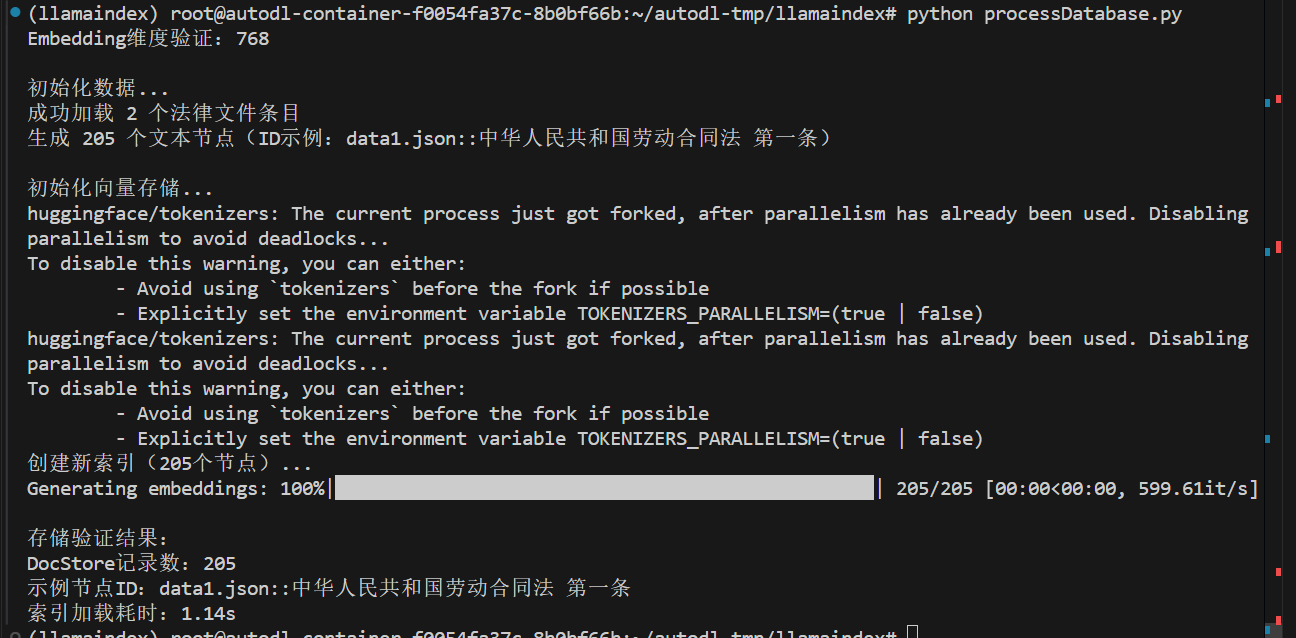 (llamaindex) root@autodl-container-f0054fa37c-8b0bf66b:~/autodl-tmp/llamaindex# python processDatabase.py
Embedding维度验证: 768
初始化数据...
成功加载 2 个法律文件条目
生成 205 个文本节点（ID示例: data1.json::中华人民共和国劳动合同法 第一条）
初始化向量存储...
huggingface/tokenizers: The current process just got forked, after parallelism has already been used. Disabling
parallelism to avoid deadlocks...
To disable this warning, you can either:
- Avoid using `tokenizers` before the fork if possible
- Explicitly set the environment variable TOKENIZERS_PARALLELISM=(true | false)
huggingface/tokenizers: The current process just got forked, after parallelism has already been used. Disabling
parallelism to avoid deadlocks...
To disable this warning, you can either:
- Avoid using `tokenizers` before the fork if possible
- Explicitly set the environment variable TOKENIZERS_PARALLELISM=(true | false)
创建新索引（205个节点）...
Generating embeddings: 100%| | 205/205 [00:00<00:00, 599.61it/s]
存储验证结果:
DocStore记录数: 205
示例节点ID: data1.json::中华人民共和国劳动合同法 第一条
索引加载耗时: 1.14s
(llamaindex) root@autodl-container-f0054fa37c-8b0bf66b:~/autodl-tmp/llamaindex#